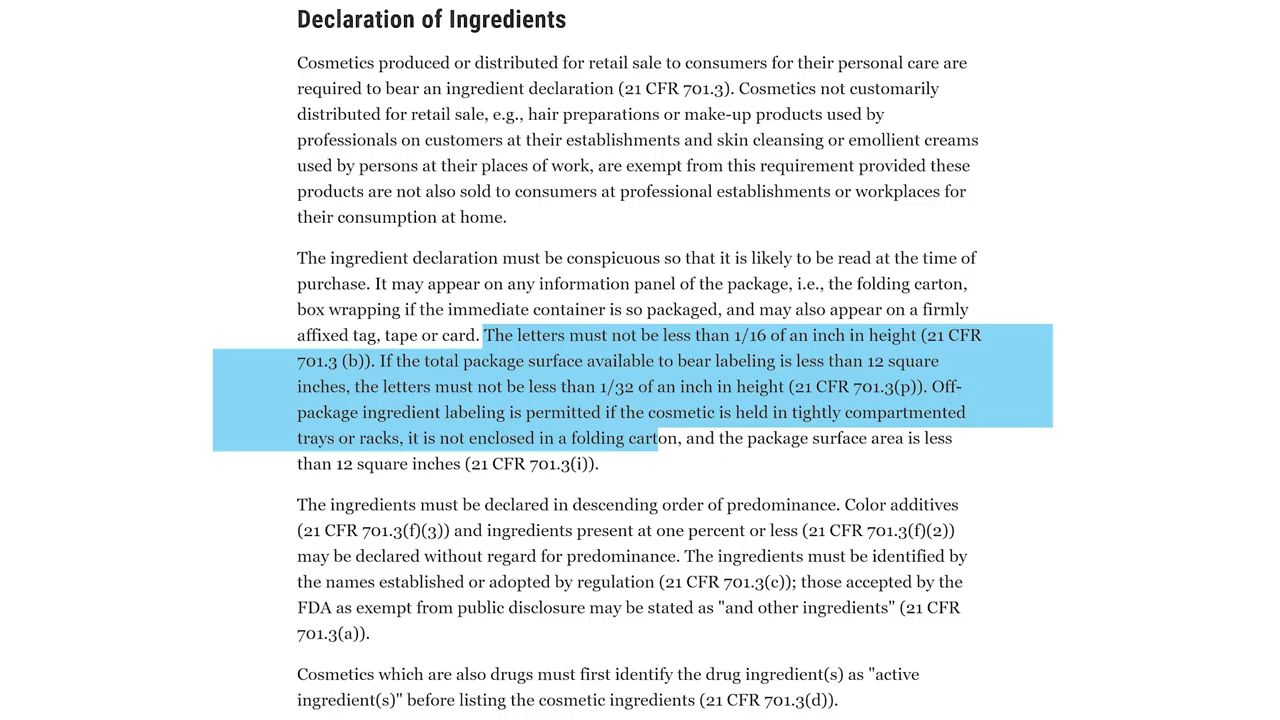 Declaration of Ingredients
Cosmetics produced or distributed for retail sale to consumers for their personal care are
required to bear an ingredient declaration (21 CFR 701.3). Cosmetics not customarily
distributed for retail sale, e.g., hair preparations or make-up products used by
professionals on customers at their establishments and skin cleansing or emollient creams
used by persons at their places of work, are exempt from this requirement provided these
products are not also sold to consumers at professional establishments or workplaces for
their consumption at home.
The ingredient declaration must be conspicuous so that it is likely to be read at the time of
purchase. It may appear on any information panel of the package, i.e., the folding carton,
box wrapping if the immediate container is so packaged, and may also appear on a firmly
affixed tag, tape or card. The letters must not be less than 1/16 of an inch in height (21 CFR
701.3 (b)). If the total package surface available to bear labeling is less than 12 square
inches, the letters must not be less than 1/32 of an inch in height (21 CFR 701.3(p)). Off-
package ingredient labeling is permitted if the cosmetic is held in tightly compartmented
trays or racks, it is not enclosed in a folding carton, and the package surface area is less
than 12 square inches (21 CFR 701.3(i)).
The ingredients must be declared in descending order of predominance. Color additives
(21 CFR 701.3(f)(3)) and ingredients present at one percent or less (21 CFR 701.3(f)(2))
may be declared without regard for predominance. The ingredients must be identified by
the names established or adopted by regulation (21 CFR 701.3(c)); those accepted by the
FDA as exempt from public disclosure may be stated as "and other ingredients" (21 CFR
701.3(a)).
Cosmetics which are also drugs must first identify the drug ingredient(s) as "active
ingredient(s)" before listing the cosmetic ingredients (21 CFR 701.3(d)).